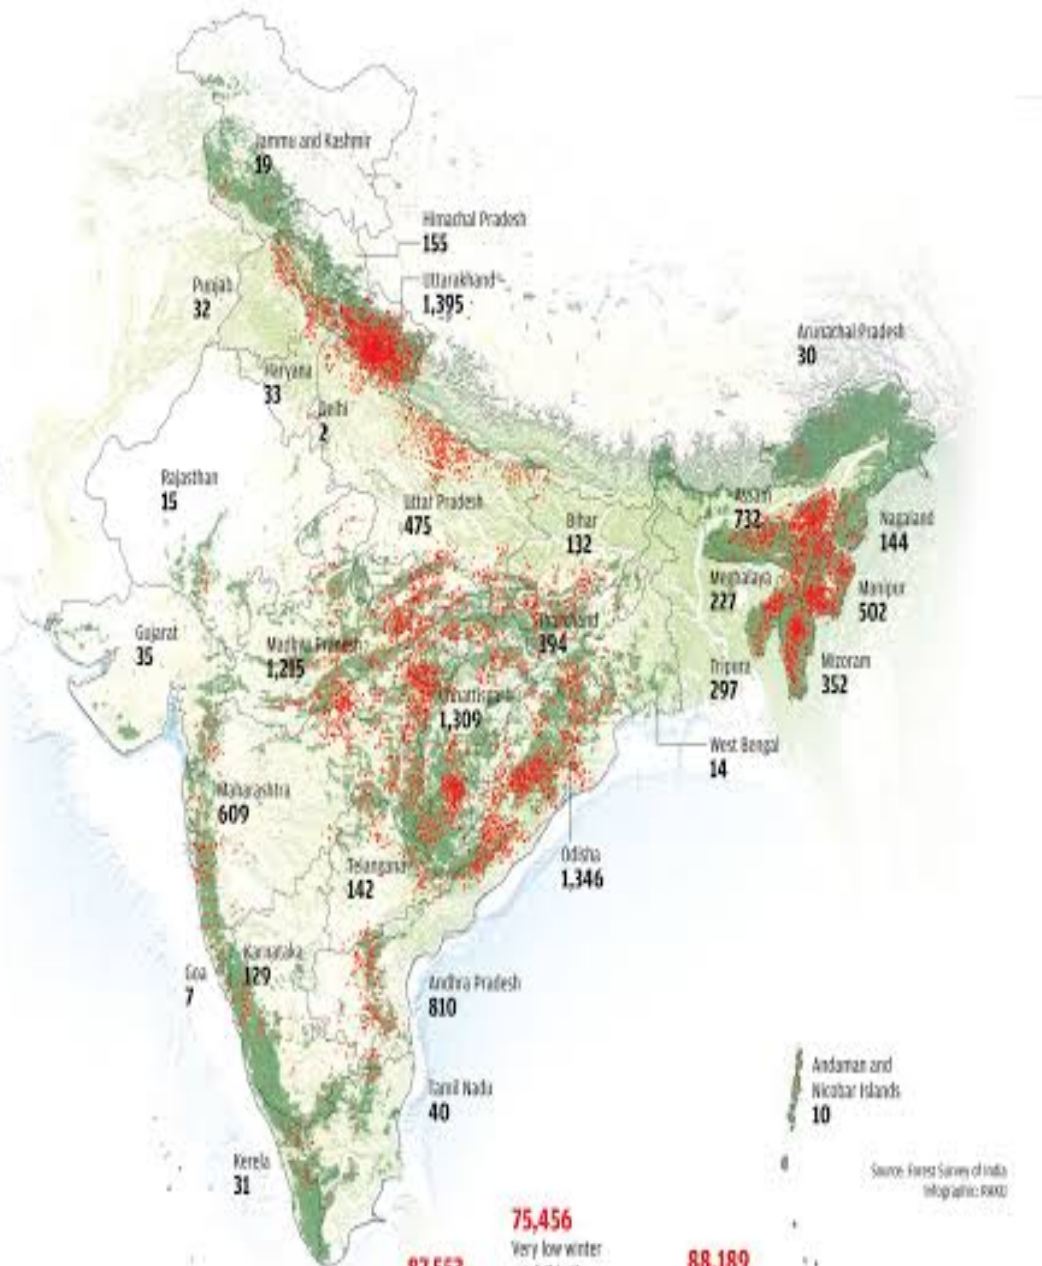 Jammu and Kashmir
19
Himachal Pradesh
155
Uttarakhand
1,395
Punjab
32
Arunachal Pradesh
30
Haryana
33
Delhi
2
Rajasthan
15
Uttar Pradesh
475
Bihar
132
Assam
732
Nagaland
144
Meghalaya
227
Manipur
502
Gujarat
35
Madhya Pradesh
Jharkhand
394
Tripura
297
Mizoram
352
Chhattisgarh
1,309
West Bengal
14
Maharashtra
609
Telangana
142
Odisha
1,346
Karnataka
129
Goa
7
Andhra Pradesh
810
Tamil Nadu
40
Andaman and
Nicobar Islands
10
Kerela
31
Source: Forest Survey of India
Infographic:
75,456
Very low winter
88,189